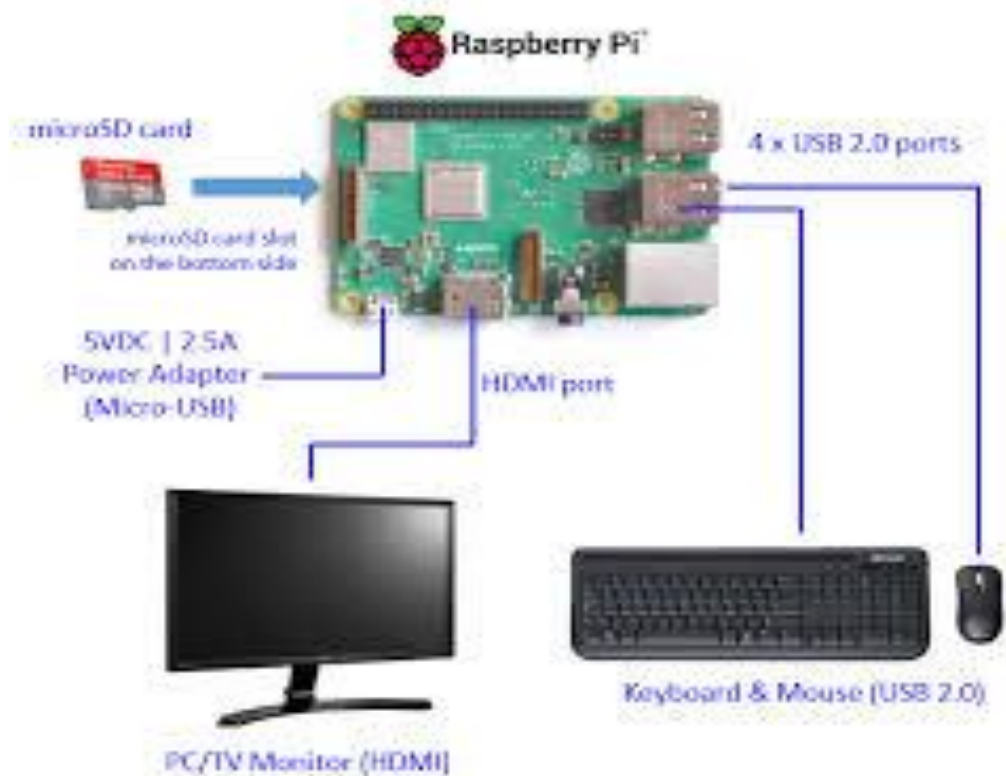 Raspberry Pi
microSD card
4 x USB 2.0 ports
microSD card slot
on the bottom side
5VDC | 2.5A
Power Adapter
(Micro-USB)
HDMI port
Keyboard & Mouse (USB 2.0)
PC/TV Monitor (HDMI)